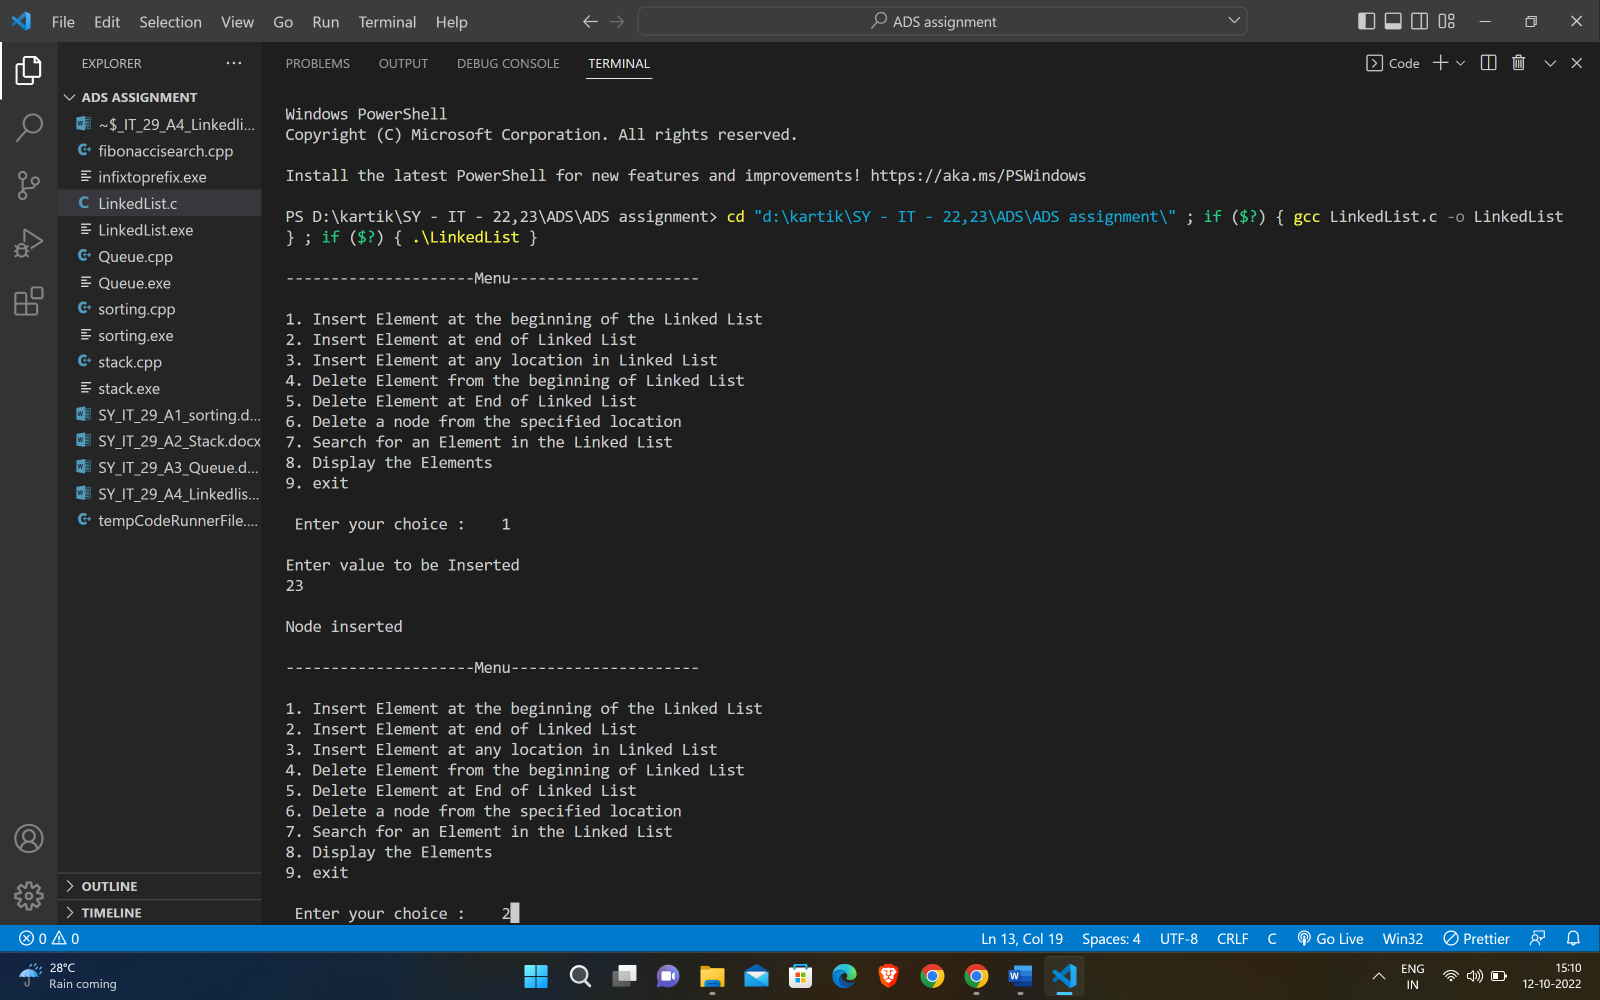 File Edit Selection View Go Run Terminal Help
ADS assignment
EXPLORER
PROBLEMS OUTPUT DEBUG CONSOLE TERMINAL
Code
ADS ASSIGNMENT
~$_IT_29_A4_Linkedli...
fibonaccisearch.cpp
infixtoprefix.exe
LinkedList.c
LinkedList.exe
Queue.cpp
Queue.exe
sorting.cpp
sorting.exe
stack.cpp
stack.exe
SY_IT_29_A1_sorting.d...
SY_IT_29_A2_Stack.docx
SY_IT_29_A3_Queue.d...
SY_IT_29_A4_Linkedlis...
tempCodeRunnerFile....
OUTLINE
TIMELINE
Windows PowerShell
Copyright (C) Microsoft Corporation. All rights reserved.
Install the latest PowerShell for new features and improvements! https://aka.ms/PSWindows
PS D:\kartik\SY - IT - 22,23\ADS\ADS assignment> cd "d:\kartik\SY - IT - 22,23\ADS\ADS assignment\" ; if ($?) { gcc LinkedList.c -o LinkedList
} ; if ($?) { .\LinkedList }
---------------------Menu---------------------
1. Insert Element at the beginning of the Linked List
2. Insert Element at end of Linked List
3. Insert Element at any location in Linked List
4. Delete Element from the beginning of Linked List
5. Delete Element at End of Linked List
6. Delete a node from the specified location
7. Search for an Element in the Linked List
8. Display the Elements
9. exit
Enter your choice : 1
Enter value to be Inserted
23
Node inserted
---------------------Menu---------------------
1. Insert Element at the beginning of the Linked List
2. Insert Element at end of Linked List
3. Insert Element at any location in Linked List
4. Delete Element from the beginning of Linked List
5. Delete Element at End of Linked List
6. Delete a node from the specified location
7. Search for an Element in the Linked List
8. Display the Elements
9. exit
Enter your choice : 2
0 0
Ln 13, Col 19 Spaces: 4 UTF-8 CRLF C Go Live Win32 Prettier
28°C
Rain coming
ENG
IN
15:10
12-10-2022